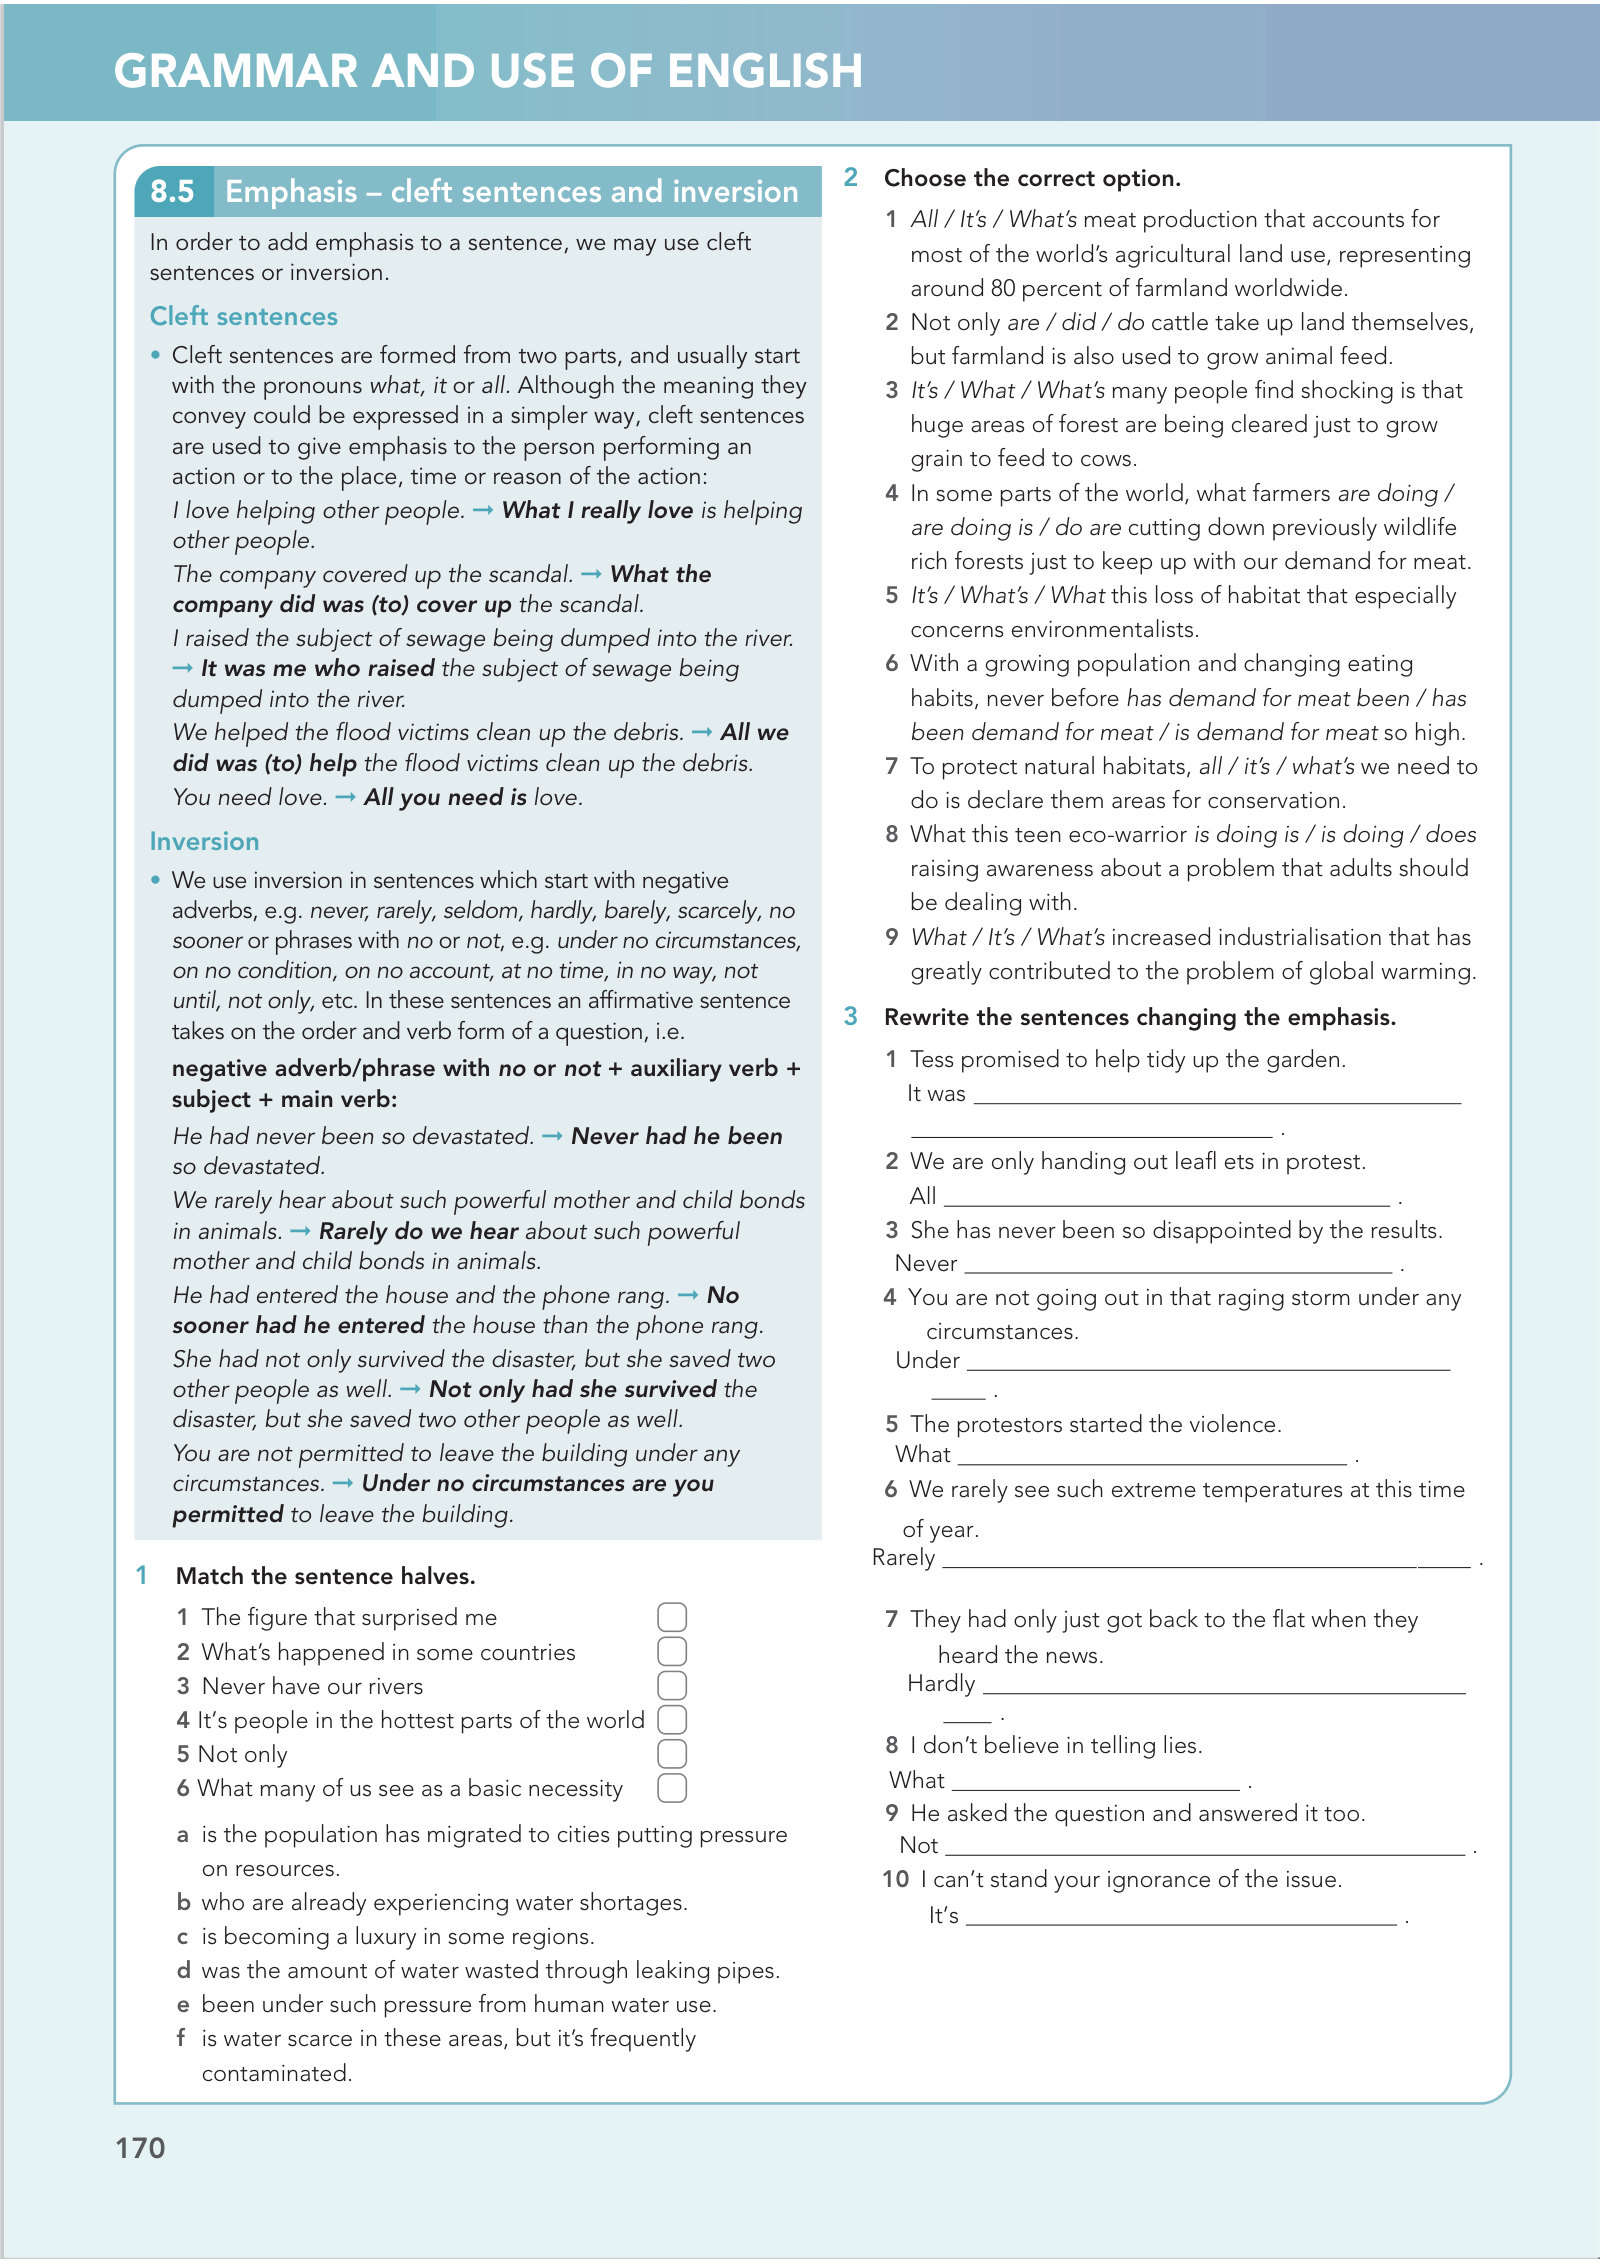 GRAMMAR AND USE OF ENGLISH
8.5 Emphasis – cleft sentences and inversion
In order to add emphasis to a sentence, we may use cleft
sentences or inversion.
Cleft sentences
• Cleft sentences are formed from two parts, and usually start
with the pronouns what, it or all. Although the meaning they
convey could be expressed in a simpler way, cleft sentences
are used to give emphasis to the person performing an
action or to the place, time or reason of the action:
I love helping other people. → What I really love is helping
other people.
The company covered up the scandal. → What the
company did was (to) cover up the scandal.
I raised the subject of sewage being dumped into the river.
→ It was me who raised the subject of sewage being
dumped into the river.
We helped the flood victims clean up the debris. → All we
did was (to) help the flood victims clean up the debris.
You need love. → All you need is love.
Inversion
• We use inversion in sentences which start with negative
adverbs, e.g. never, rarely, seldom, hardly, barely, scarcely, no
sooner or phrases with no or not, e.g. under no circumstances,
on no condition, on no account, at no time, in no way, not
until, not only, etc. In these sentences an affirmative sentence
takes on the order and verb form of a question, i.e.
negative adverb/phrase with no or not + auxiliary verb +
subject + main verb:
He had never been so devastated. → Never had he been
so devastated.
We rarely hear about such powerful mother and child bonds
in animals. → Rarely do we hear about such powerful
mother and child bonds in animals.
He had entered the house and the phone rang. → No
sooner had he entered the house than the phone rang.
She had not only survived the disaster, but she saved two
other people as well. → Not only had she survived the
disaster, but she saved two other people as well.
You are not permitted to leave the building under any
circumstances. → Under no circumstances are you
permitted to leave the building.
1 Match the sentence halves.
1 The figure that surprised me
2 What's happened in some countries
3 Never have our rivers
4 It's people in the hottest parts of the world
5 Not only
6 What many of us see as a basic necessity
a is the population has migrated to cities putting pressure
on resources.
b who are already experiencing water shortages.
c is becoming a luxury in some regions.
d was the amount of water wasted through leaking pipes.
e been under such pressure from human water use.
f is water scarce in these areas, but it's frequently
contaminated.
2 Choose the correct option.
1 All / It's / What's meat production that accounts for
most of the world's agricultural land use, representing
around 80 percent of farmland worldwide.
2 Not only are / did / do cattle take up land themselves,
but farmland is also used to grow animal feed.
3 It's / What / What's many people find shocking is that
huge areas of forest are being cleared just to grow
grain to feed to cows.
4 In some parts of the world, what farmers are doing /
are doing is / do are cutting down previously wildlife
rich forests just to keep up with our demand for meat.
5 It's / What's / What this loss of habitat that especially
concerns environmentalists.
6 With a growing population and changing eating
habits, never before has demand for meat been / has
been demand for meat / is demand for meat so high.
7 To protect natural habitats, all / it's / what's we need to
do is declare them areas for conservation.
8 What this teen eco-warrior is doing is / is doing / does
raising awareness about a problem that adults should
be dealing with.
9 What / It's / What's increased industrialisation that has
greatly contributed to the problem of global warming.
3 Rewrite the sentences changing the emphasis.
1 Tess promised to help tidy up the garden.
It was ____
____ .
2 We are only handing out leafl ets in protest.
All ____ .
3 She has never been so disappointed by the results.
Never ____ .
4 You are not going out in that raging storm under any
circumstances.
Under ____
____ .
5 The protestors started the violence.
What ____ .
6 We rarely see such extreme temperatures at this time
of year.
Rarely ____ .
7 They had only just got back to the flat when they
heard the news.
Hardly ____
____ .
8 I don't believe in telling lies.
What ____ .
9 He asked the question and answered it too.
Not ____ .
10 I can't stand your ignorance of the issue.
It's ____ .
170